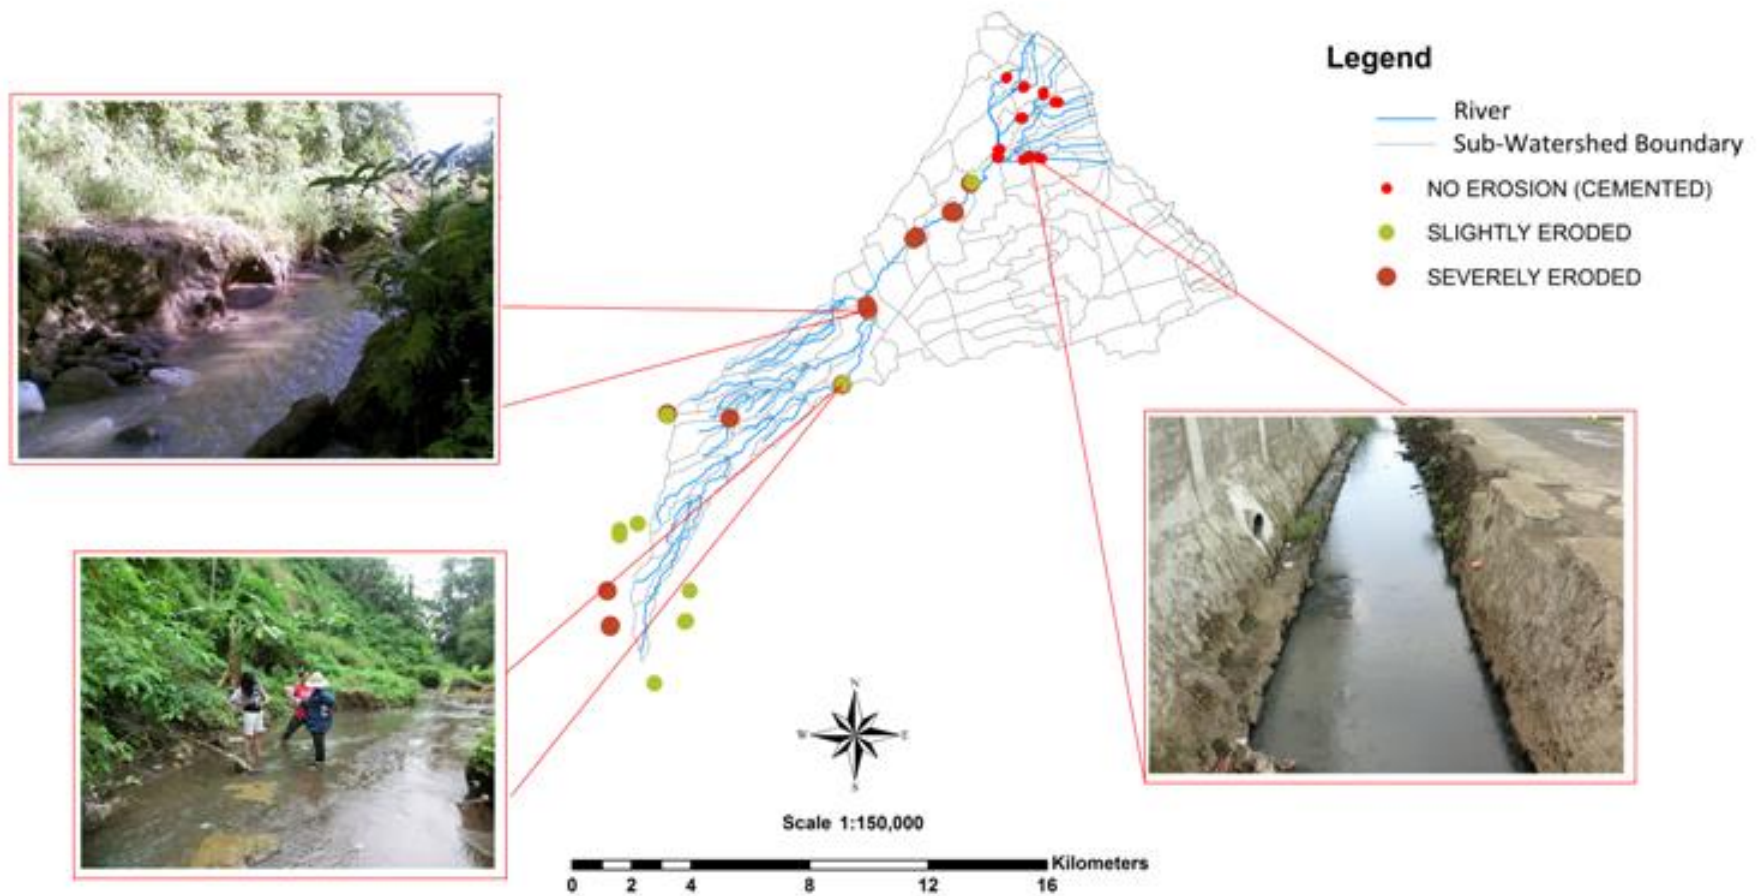 Legend
River
Sub-Watershed Boundary
NO EROSION (CEMENTED)
SLIGHTLY ERODED
SEVERELY ERODED
N
W E
S
Scale 1:150,000
Kilometers
0 2 4 8 12 16